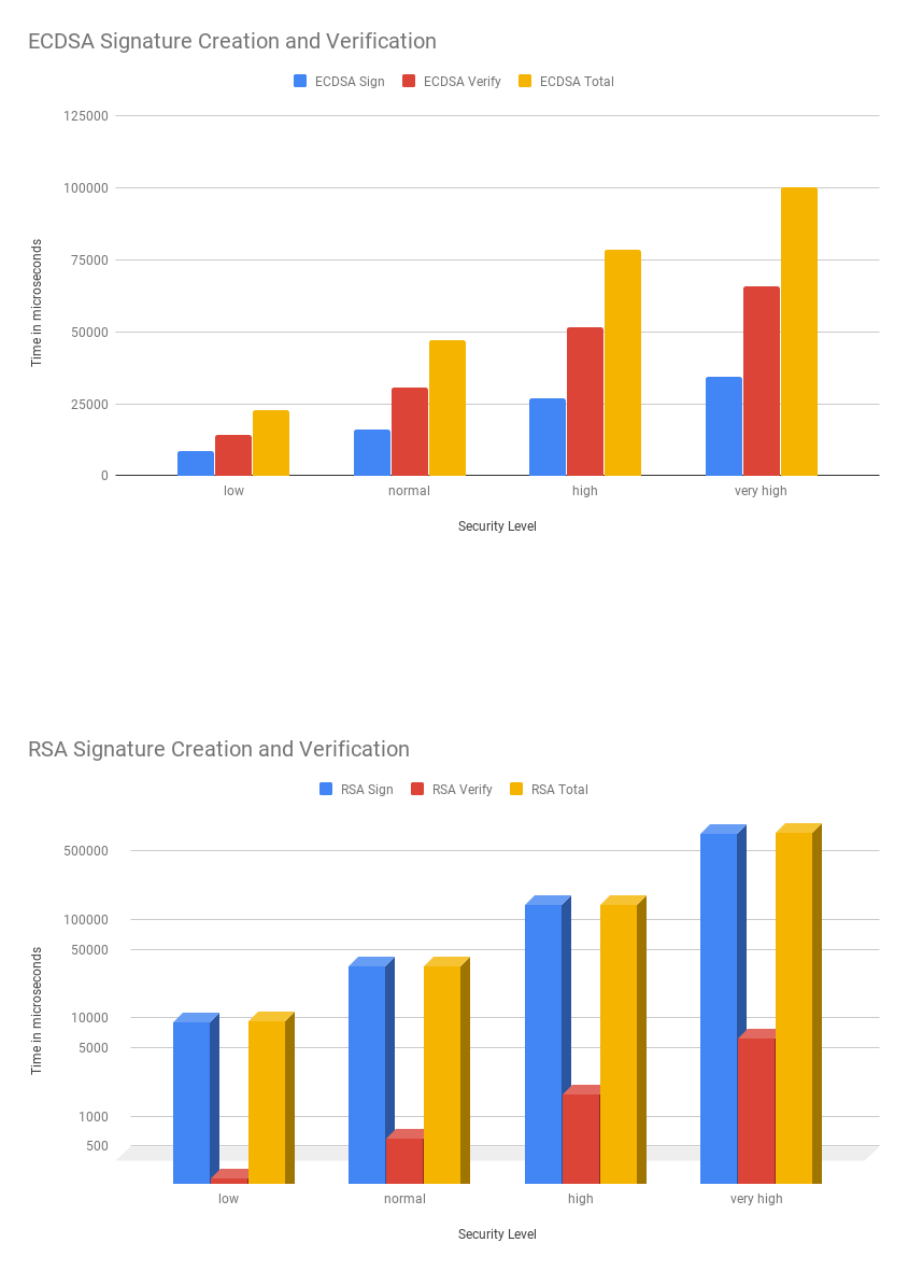 ECDSA Signature Creation and Verification
ECDSA Sign ECDSA Verify ECDSA Total
125000
100000
75000
50000
25000
0
Time in microseconds
low normal high very high
Security Level
RSA Signature Creation and Verification
RSA Sign RSA Verify RSA Total
500000
100000
50000
10000
5000
1000
500
Time in microseconds
low normal high very high
Security Level